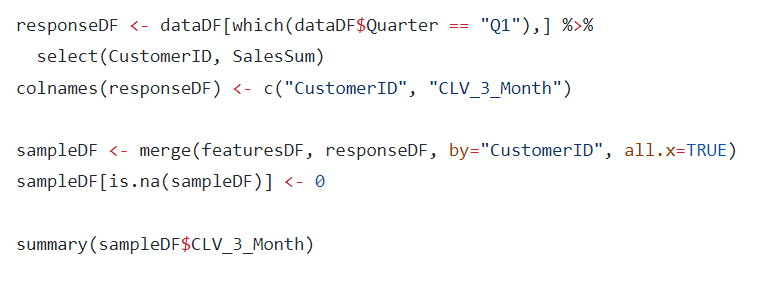 responseDF <- dataDF[which(dataDF$Quarter == "Q1"),] %>%
  select(CustomerID, SalesSum)
colnames(responseDF) <- c("CustomerID", "CLV_3_Month")

sampleDF <- merge(featuresDF, responseDF, by="CustomerID", all.x=TRUE)
sampleDF[is.na(sampleDF)] <- 0

summary(sampleDF$CLV_3_Month)